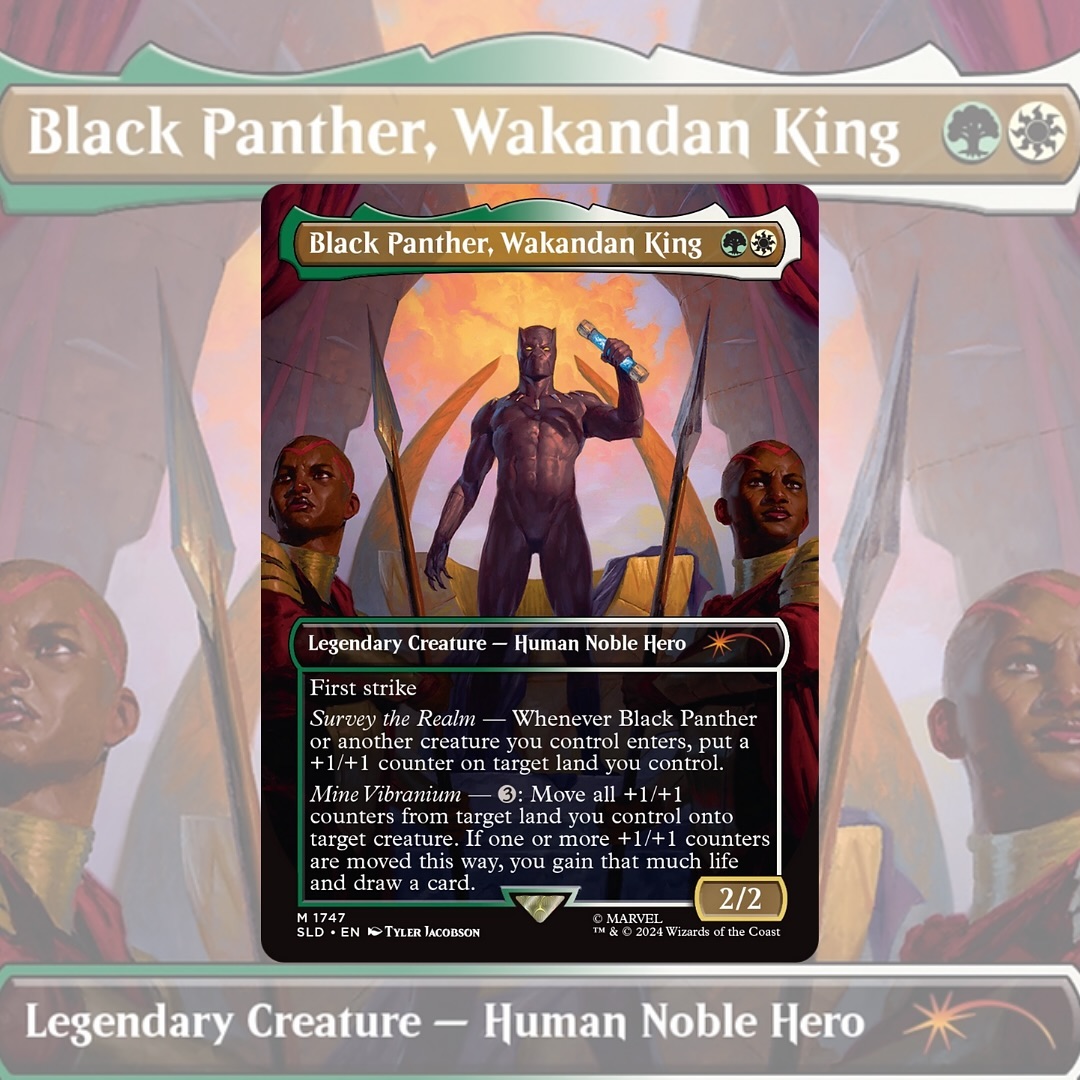 Black Panther, Wakandan King
Black Panther, Wakandan King
Legendary Creature — Human Noble Hero
First strike
Survey the Realm — Whenever Black Panther
or another creature you control enters, put a
+1/+1 counter on target land you control.
Mine Vibranium — 3: Move all +1/+1
counters from target land you control onto
target creature. If one or more +1/+1 counters
are moved this way, you gain that much life
and draw a card.
2/2
M 1747
SLD • EN TYLER JACOBSON
© MARVEL
™ & © 2024 Wizards of the Coast
Legendary Creature — Human Noble Hero